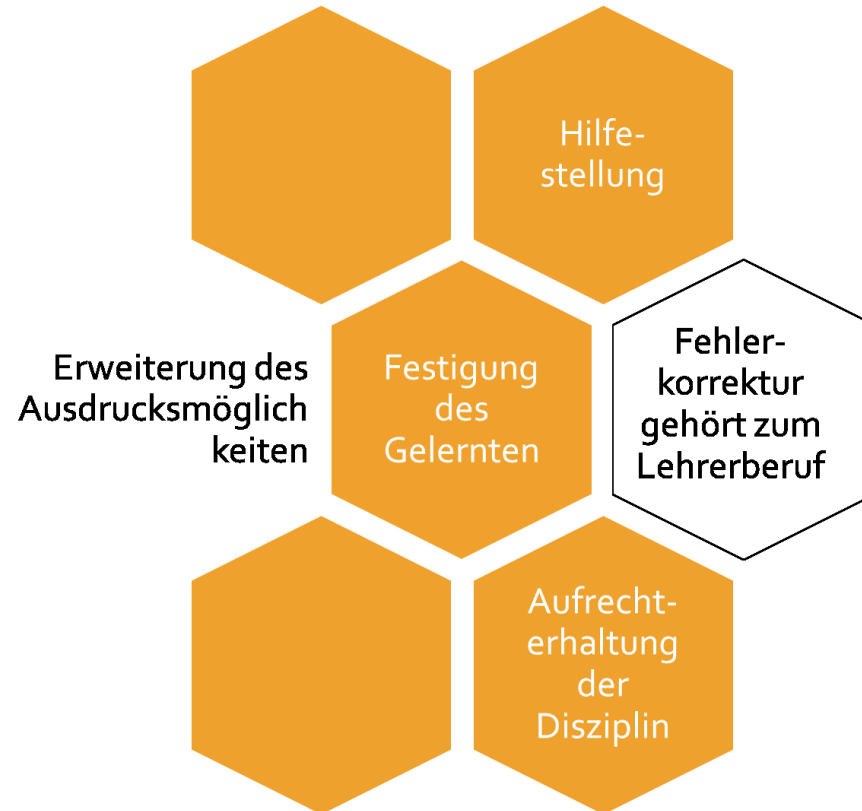 Hilfe-
stellung
Erweiterung des
Ausdrucksmöglich
keiten
Festigung
des
Gelernten
Fehler-
korrektur
gehört zum
Lehrerberuf
Aufrecht-
erhaltung
der
Disziplin